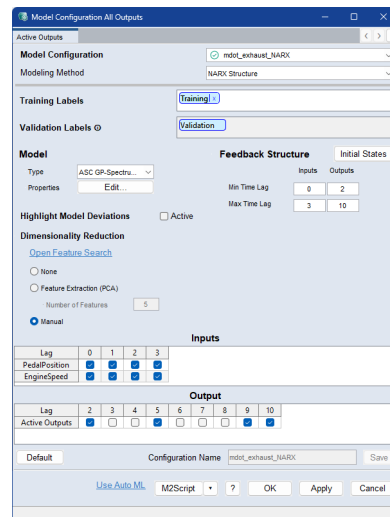 Model Configuration All Outputs
Active Outputs
Model Configuration mdot_exhaust_NARX
Modeling Method NARX Structure
Training Labels Training x
Validation Labels Validation
Model Feedback Structure Initial States
Inputs Outputs
Type ASC GP-Spectru... Min Time Lag 0 2
Properties Edit... Max Time Lag 3 10
Highlight Model Deviations Active
Dimensionality Reduction
Open Feature Search
None
Feature Extraction (PCA)
Number of Features 5
Manual
Inputs
Lag 0 1 2 3
PedalPosition
EngineSpeed
Output
Lag 2 3 4 5 6 7 8 9 10
Active Outputs
Default Configuration Name mdot_exhaust_NARX Save
Use Auto ML M2Script ? OK Apply Cancel